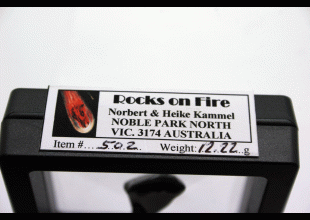 Rocks on Fire
Norbert & Heike Kammel
NOBLE PARK NORTH
VIC. 3174 AUSTRALIA
Item #... 502.. Weight: 12.22..g